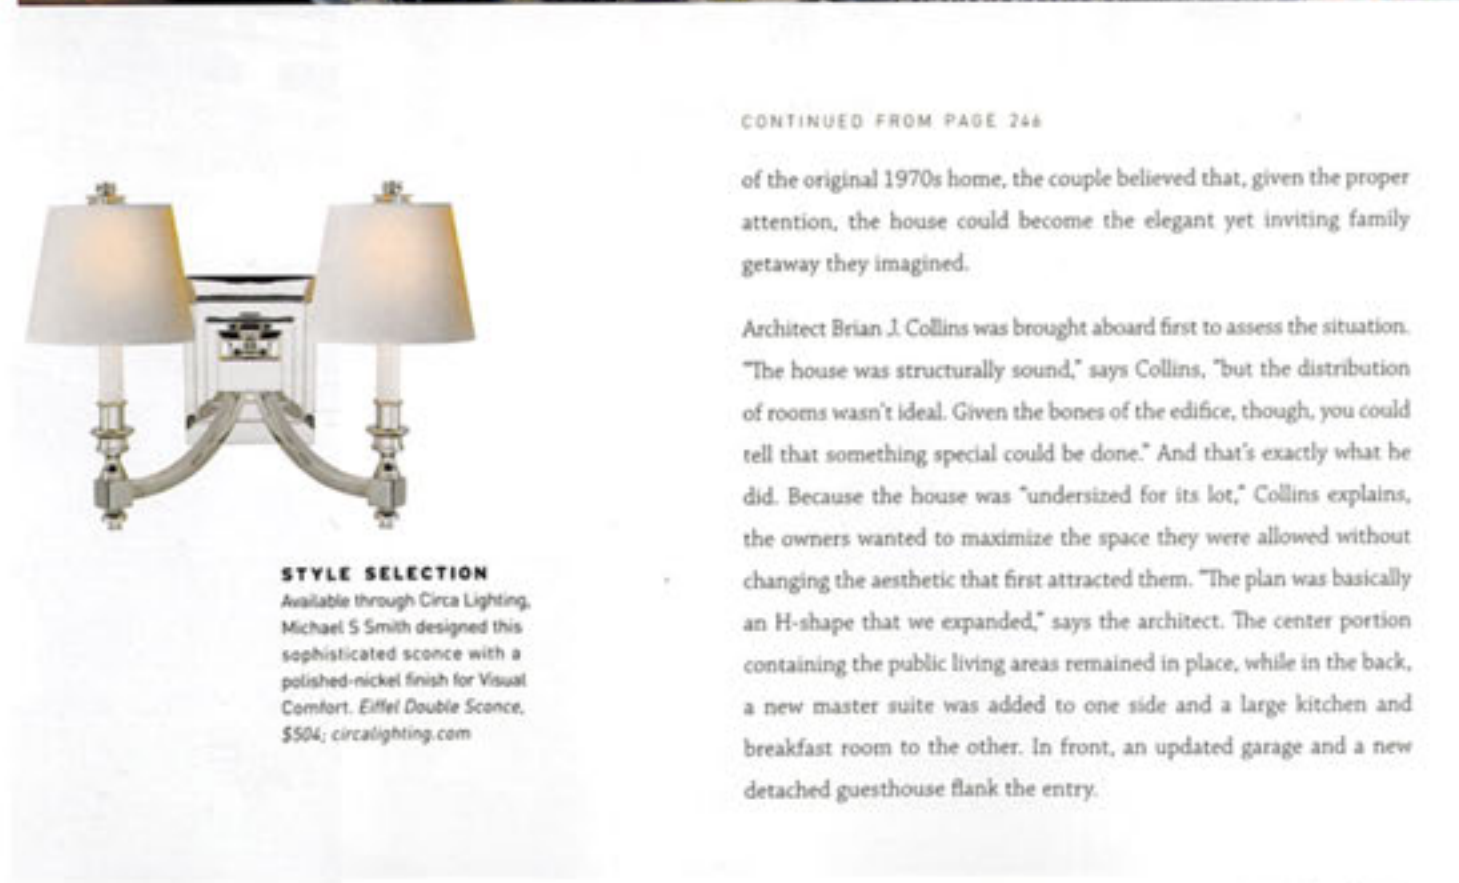 STYLE SELECTION
Available through Circa Lighting,
Michael S Smith designed this
sophisticated sconce with a
polished-nickel finish for Visual
Comfort. Eiffel Double Sconce,
$504; circalighting.com
CONTINUED FROM PAGE 246
of the original 1970s home, the couple believed that, given the proper
attention, the house could become the elegant yet inviting family
getaway they imagined.
Architect Brian J. Collins was brought aboard first to assess the situation.
"The house was structurally sound," says Collins, "but the distribution
of rooms wasn't ideal. Given the bones of the edifice, though, you could
tell that something special could be done." And that's exactly what he
did. Because the house was "undersized for its lot," Collins explains,
the owners wanted to maximize the space they were allowed without
changing the aesthetic that first attracted them. "The plan was basically
an H-shape that we expanded," says the architect. The center portion
containing the public living areas remained in place, while in the back,
a new master suite was added to one side and a large kitchen and
breakfast room to the other. In front, an updated garage and a new
detached guesthouse flank the entry.